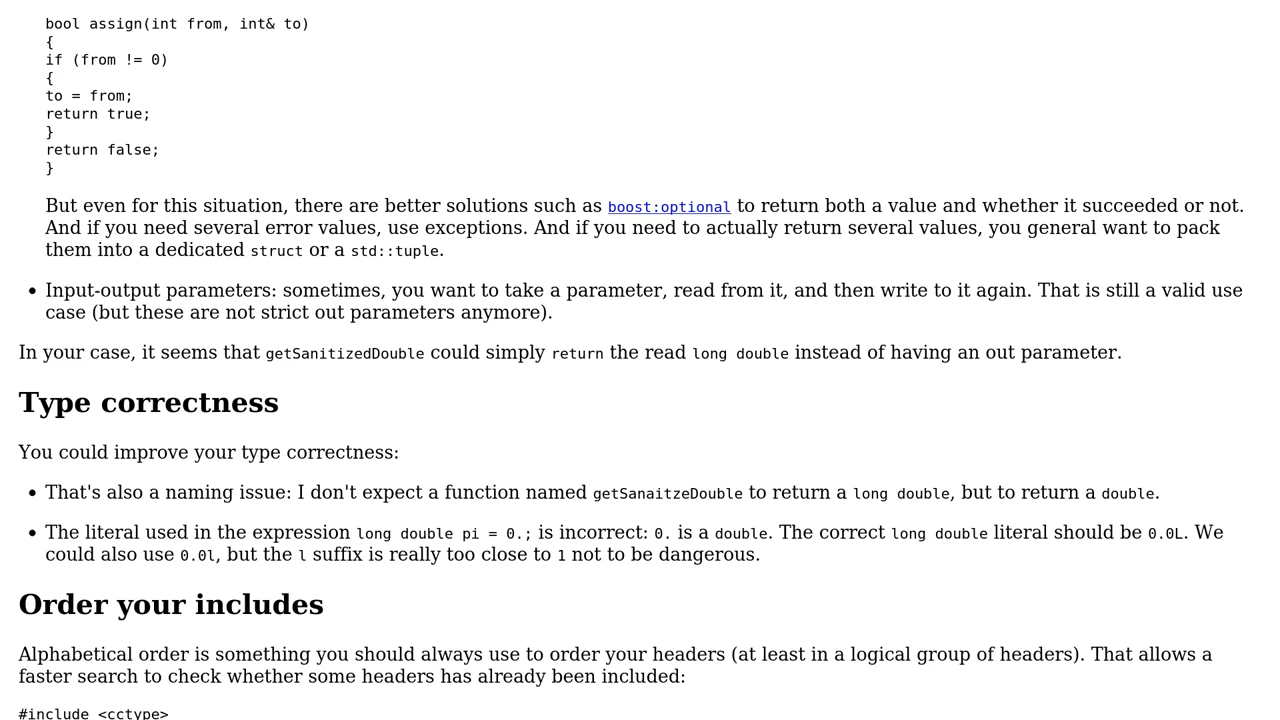 bool assign(int from, int& to)
{
if (from != 0)
{
to = from;
return true;
}
return false;
}
But even for this situation, there are better solutions such as boost:optional to return both a value and whether it succeeded or not.
And if you need several error values, use exceptions. And if you need to actually return several values, you general want to pack
them into a dedicated struct or a std::tuple.
• Input-output parameters: sometimes, you want to take a parameter, read from it, and then write to it again. That is still a valid use
case (but these are not strict out parameters anymore).
In your case, it seems that getSanitizedDouble could simply return the read long double instead of having an out parameter.
Type correctness
You could improve your type correctness:
• That's also a naming issue: I don't expect a function named getSanaitzeDouble to return a long double, but to return a double.
• The literal used in the expression long double pi = 0.; is incorrect: 0. is a double. The correct long double literal should be 0.0L. We
could also use 0.0l, but the l suffix is really too close to 1 not to be dangerous.
Order your includes
Alphabetical order is something you should always use to order your headers (at least in a logical group of headers). That allows a
faster search to check whether some headers has already been included:
#include <cctype>